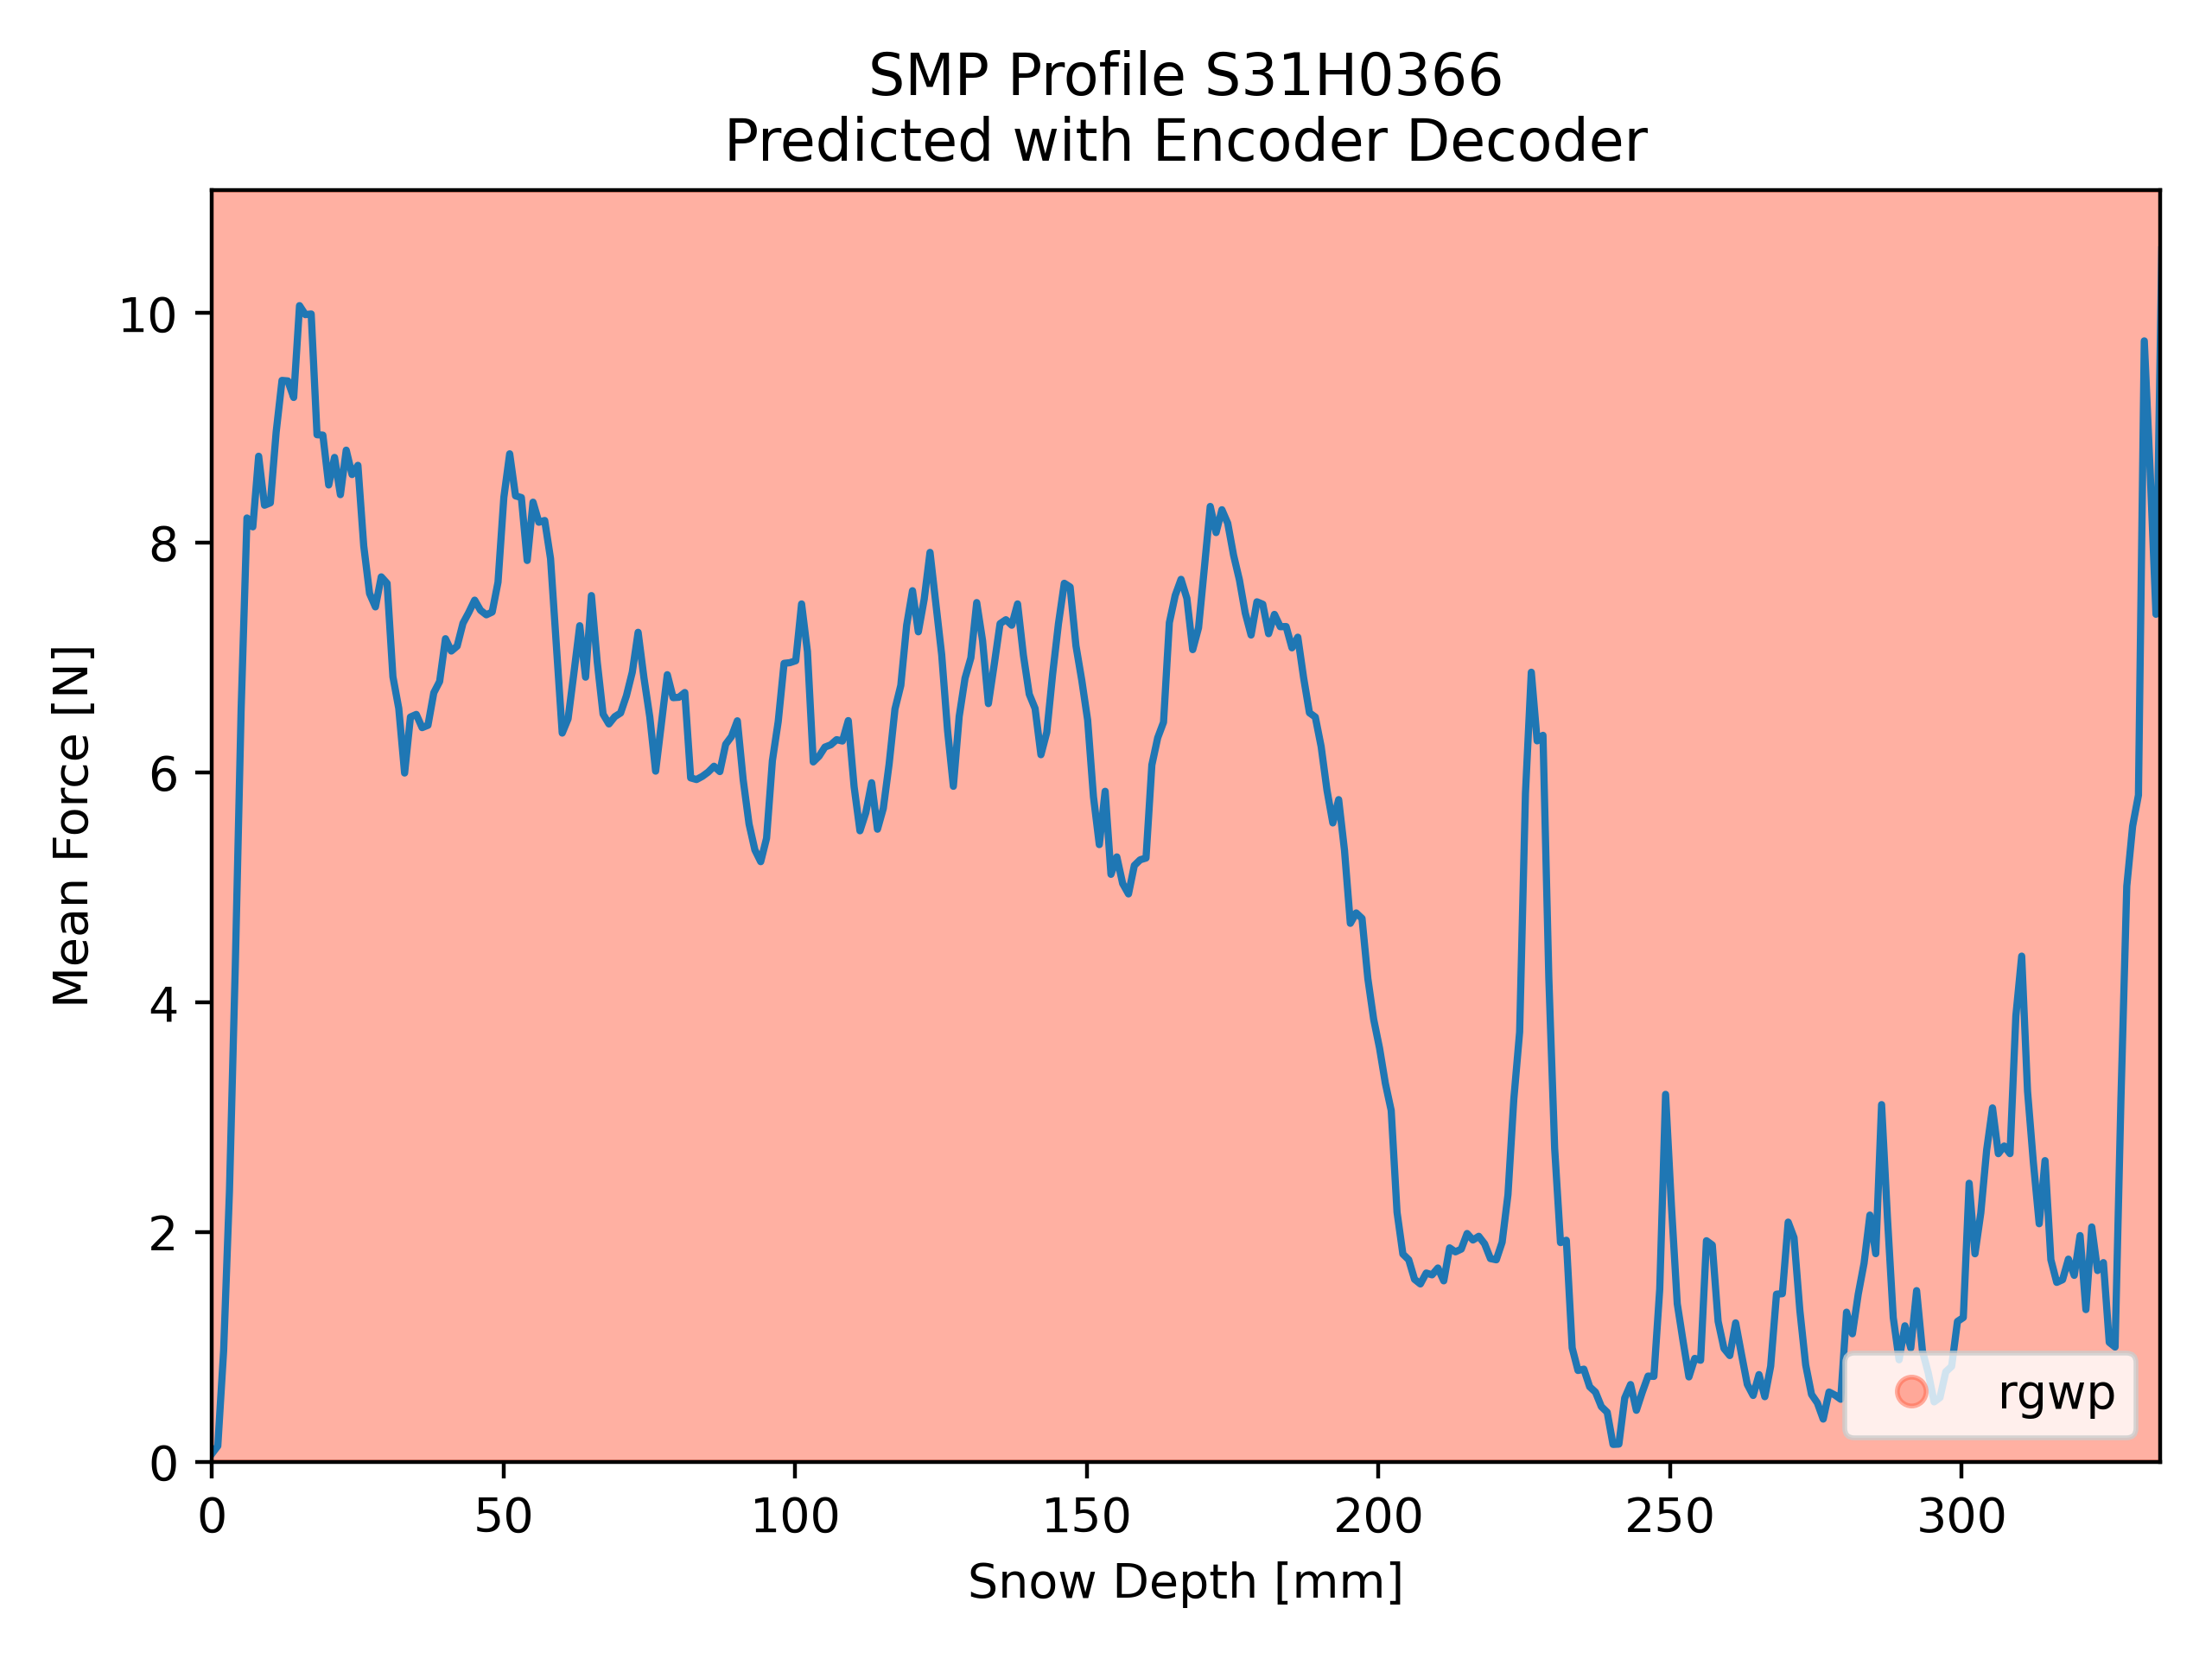 SMP Profile S31H0366
Predicted with Encoder Decoder
Mean Force [N]
10
8
6
4
2
0
0 50 100 150 200 250 300
Snow Depth [mm]
rgwp